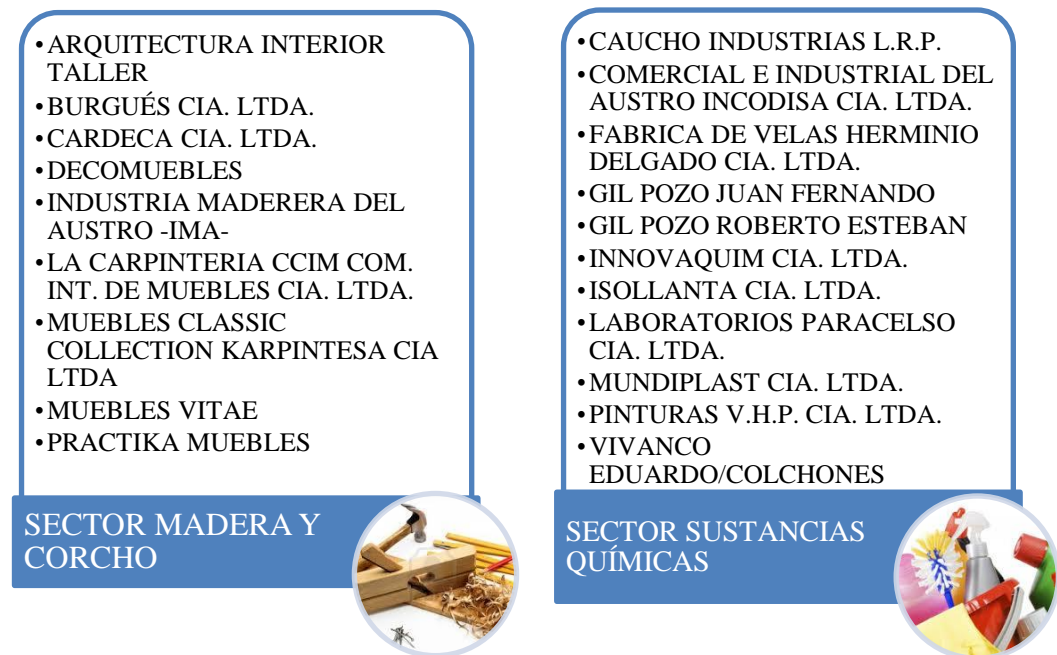 •ARQUITECTURA INTERIOR
TALLER
•BURGUÉS CIA. LTDA.
•CARDECA CIA. LTDA.
•DECOMUEBLES
•INDUSTRIA MADERERA DEL
AUSTRO -IMA-
•LA CARPINTERIA CCIM COM.
INT. DE MUEBLES CIA. LTDA.
•MUEBLES CLASSIC
COLLECTION KARPINTESA CIA
LTDA
•MUEBLES VITAE
•PRACTIKA MUEBLES
SECTOR MADERA Y
CORCHO
•CAUCHO INDUSTRIAS L.R.P.
•COMERCIAL E INDUSTRIAL DEL
AUSTRO INCODISA CIA. LTDA.
•FABRICA DE VELAS HERMINIO
DELGADO CIA. LTDA.
•GIL POZO JUAN FERNANDO
•GIL POZO ROBERTO ESTEBAN
•INNOVAQUIM CIA. LTDA.
•ISOLLANTA CIA. LTDA.
•LABORATORIOS PARACELSO
CIA. LTDA.
•MUNDIPLAST CIA. LTDA.
•PINTURAS V.H.P. CIA. LTDA.
•VIVANCO
EDUARDO/COLCHONES
SECTOR SUSTANCIAS
QUÍMICAS